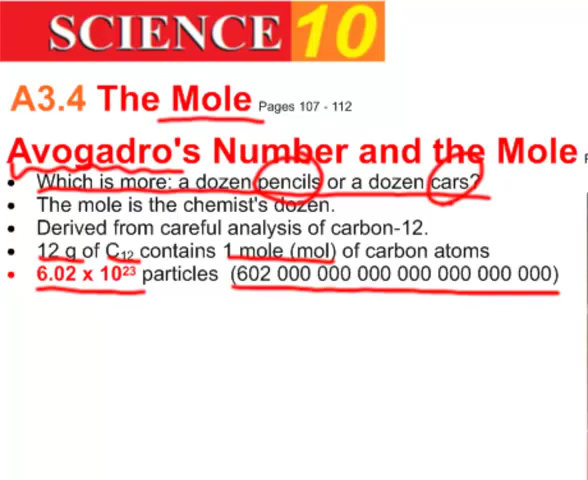 SCIENCE 10
A3.4 The Mole Pages 107 - 112
Avogadro's Number and the Mole
• Which is more: a dozen pencils or a dozen cars?
• The mole is the chemist's dozen.
• Derived from careful analysis of carbon-12.
• 12 g of C₁₂ contains 1 mole (mol) of carbon atoms
• 6.02 x 10²³ particles (602 000 000 000 000 000 000 000)